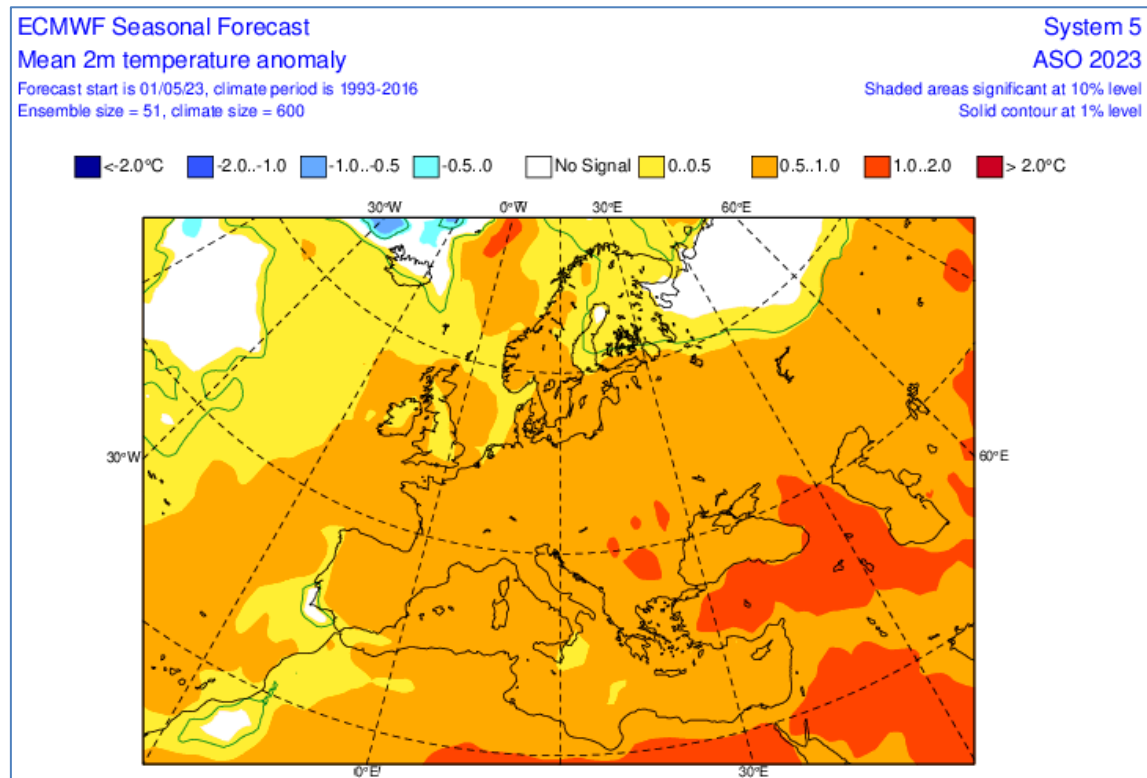 ECMWF Seasonal Forecast
System 5
Mean 2m temperature anomaly
ASO 2023
Forecast start is 01/05/23, climate period is 1993-2016
Shaded areas significant at 10% level
Ensemble size = 51, climate size = 600
Solid contour at 1% level
<-2.0°C -2.0..-1.0 -1.0..-0.5 -0.5..0 No Signal 0..0.5 0.5..1.0 1.0..2.0 > 2.0°C
30°W 0°W 30°E 60°E
30°W 60°E
0°E 30°E